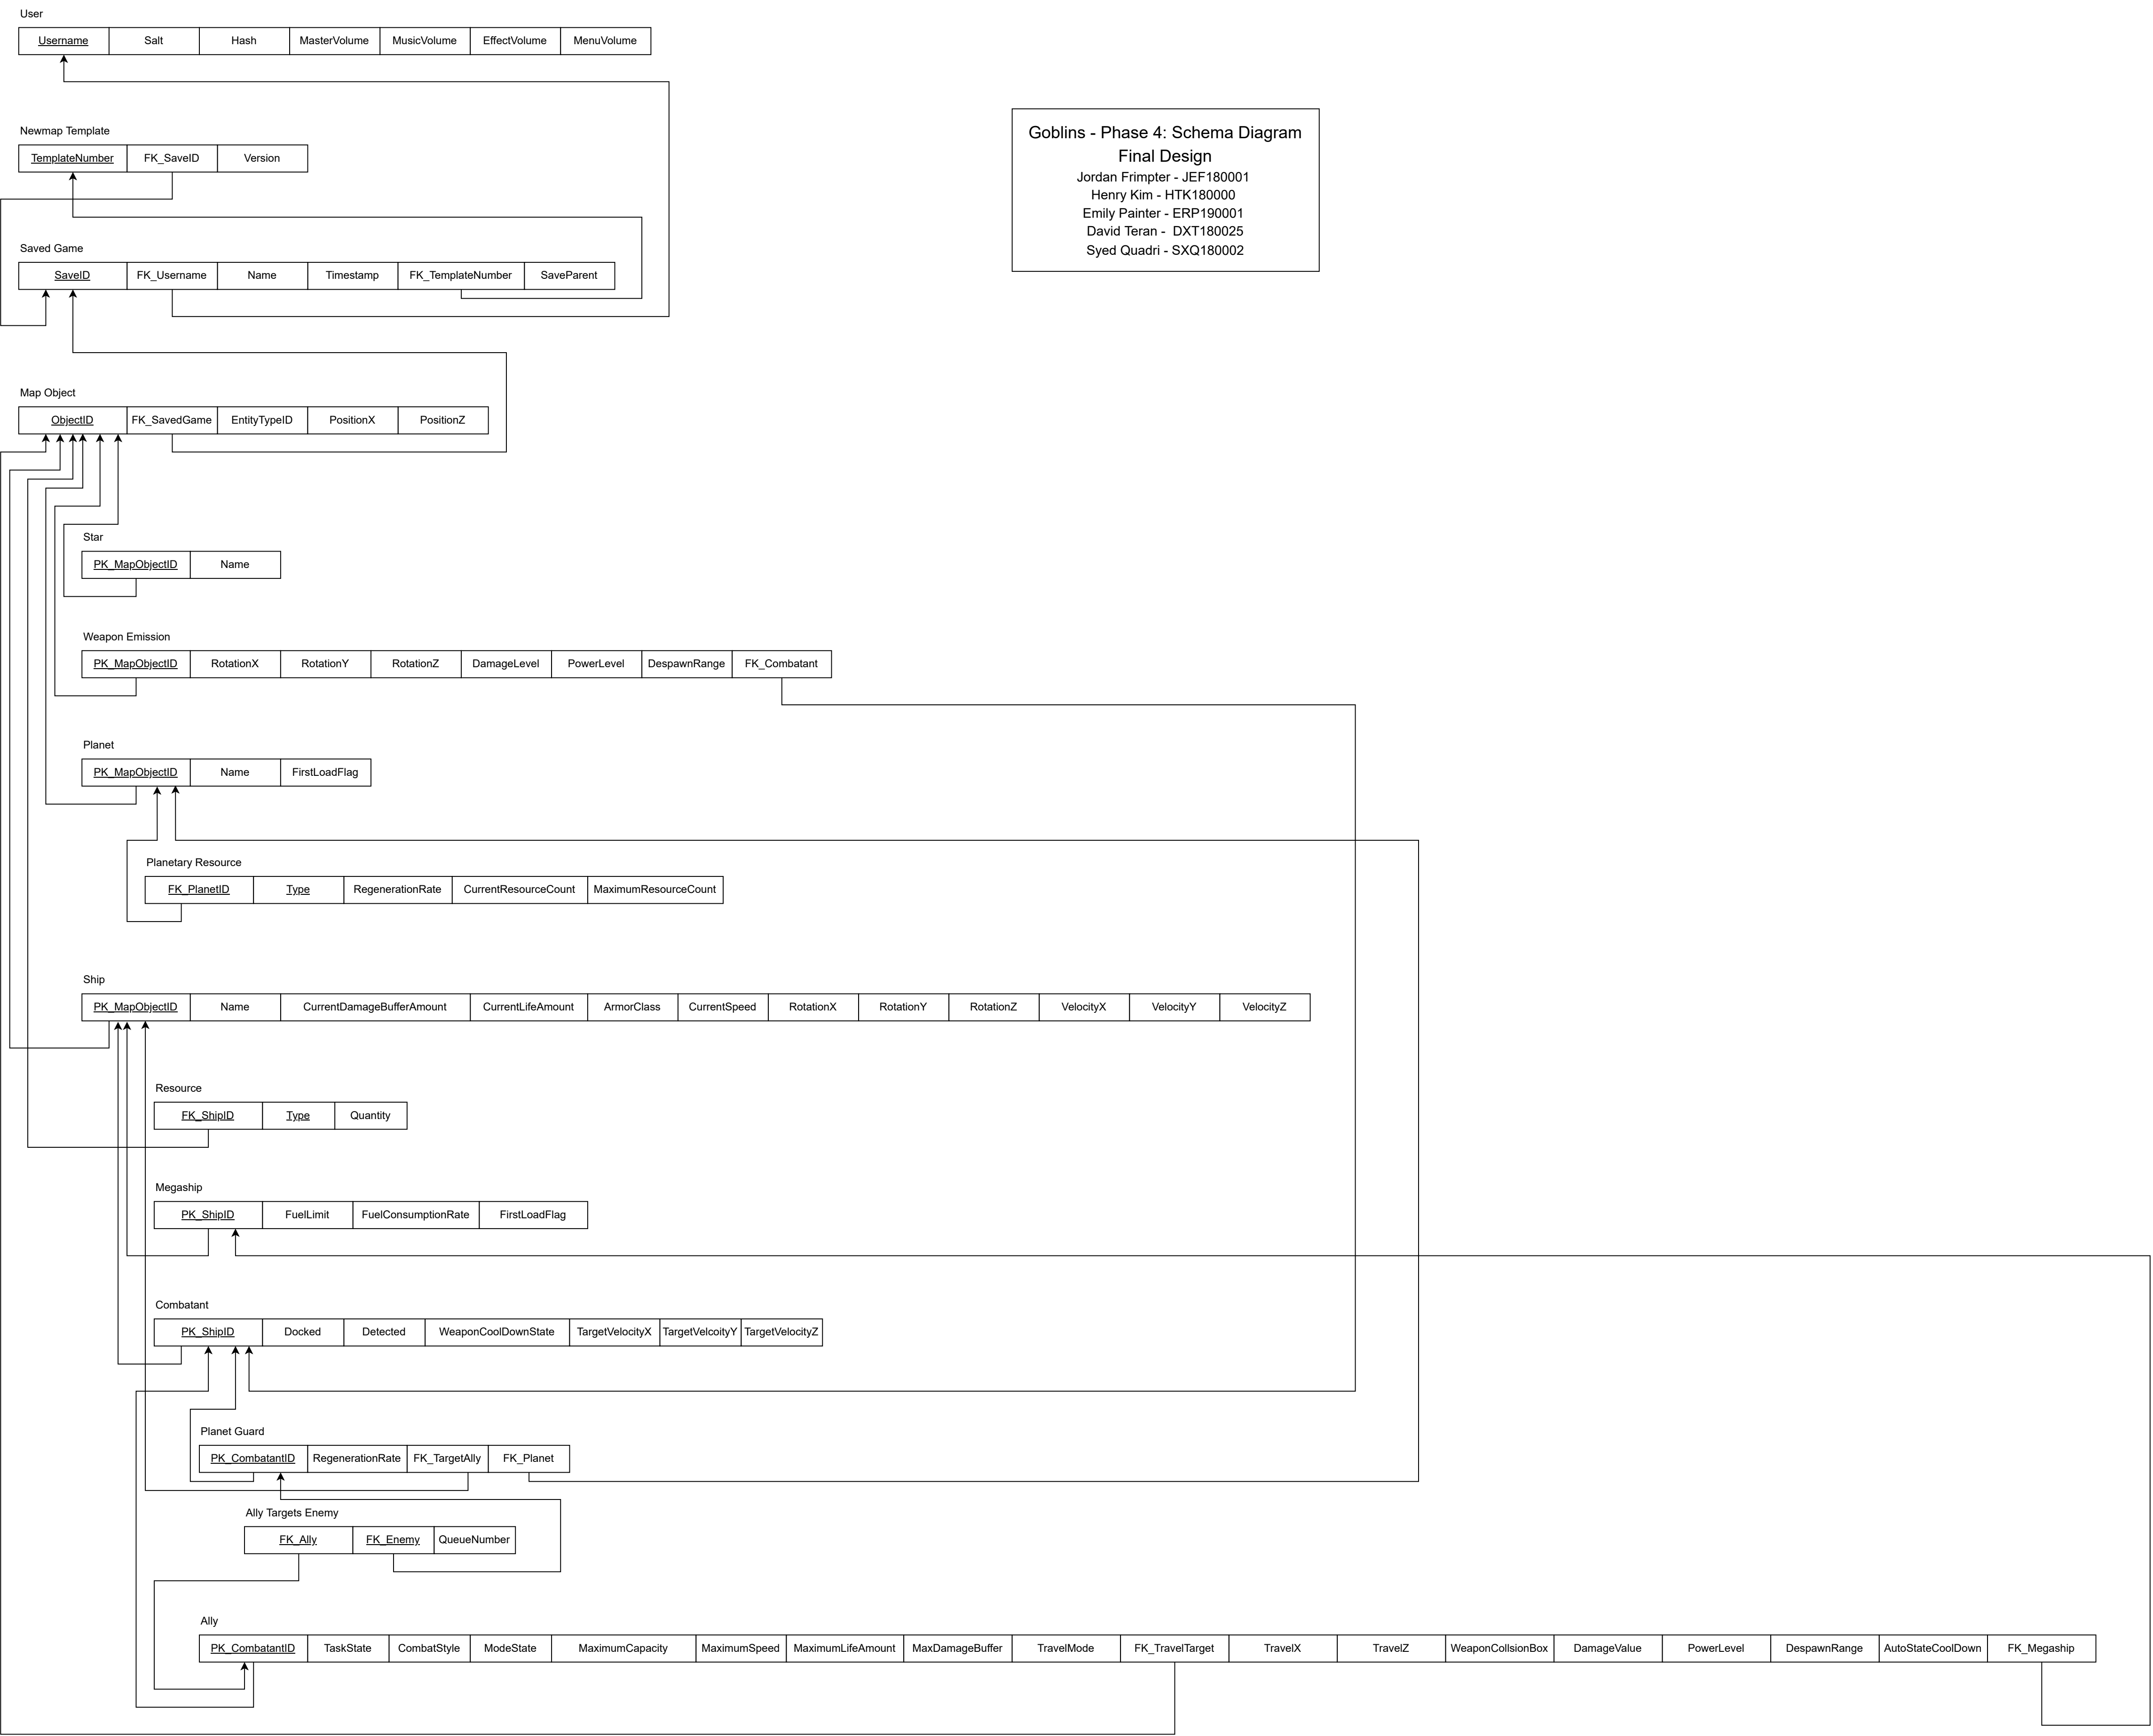 User
Username Salt Hash MasterVolume MusicVolume EffectVolume MenuVolume
Goblins - Phase 4: Schema Diagram
Final Design
Jordan Frimpter - JEF180001
Henry Kim - HTK180000
Emily Painter - ERP190001
David Teran - DXT180025
Syed Quadri - SXQ180002
Newmap Template
TemplateNumber FK_SaveID Version
Saved Game
SaveID FK_Username Name Timestamp FK_TemplateNumber SaveParent
Map Object
ObjectID FK_SavedGame EntityTypeID PositionX PositionZ
Star
PK_MapObjectID Name
Weapon Emission
PK_MapObjectID RotationX RotationY RotationZ DamageLevel PowerLevel DespawnRange FK_Combatant
Planet
PK_MapObjectID Name FirstLoadFlag
Planetary Resource
FK_PlanetID Type RegenerationRate CurrentResourceCount MaximumResourceCount
Ship
PK_MapObjectID Name CurrentDamageBufferAmount CurrentLifeAmount ArmorClass CurrentSpeed RotationX RotationY RotationZ VelocityX VelocityY VelocityZ
Resource
FK_ShipID Type Quantity
Megaship
PK_ShipID FuelLimit FuelConsumptionRate FirstLoadFlag
Combatant
PK_ShipID Docked Detected WeaponCoolDownState TargetVelocityX TargetVelcoityY TargetVelocityZ
Planet Guard
PK_CombatantID RegenerationRate FK_TargetAlly FK_Planet
Ally Targets Enemy
FK_Ally FK_Enemy QueueNumber
Ally
PK_CombatantID TaskState CombatStyle ModeState MaximumCapacity MaximumSpeed MaximumLifeAmount MaxDamageBuffer TravelMode FK_TravelTarget TravelX TravelZ WeaponCollsionBox DamageValue PowerLevel DespawnRange AutoStateCoolDown FK_Megaship